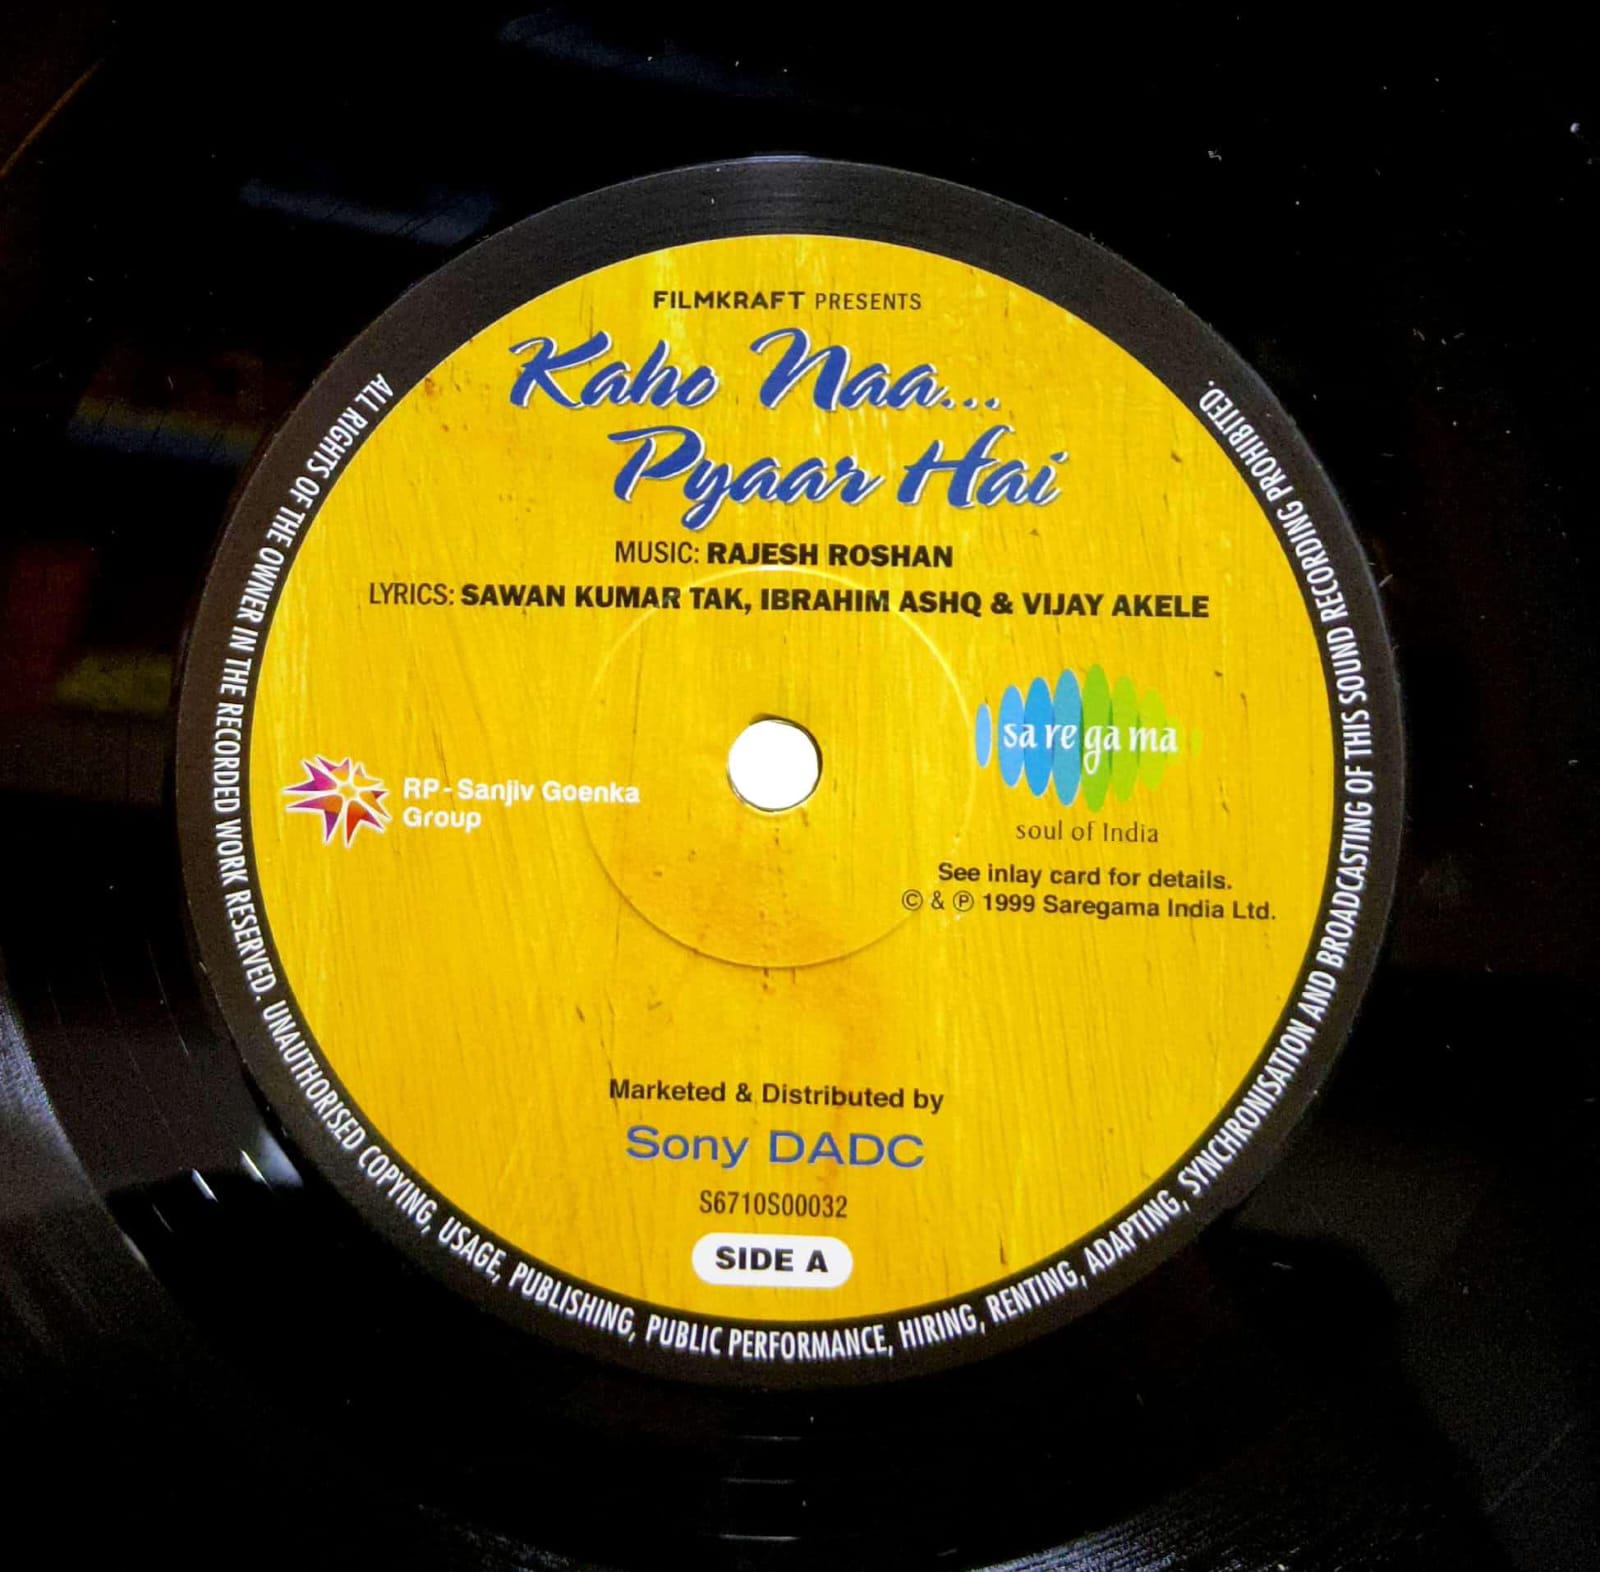 FILMKRAFT PRESENTS
Kaho Naa...
Pyaar Hai
MUSIC: RAJESH ROSHAN
LYRICS: SAWAN KUMAR TAK, IBRAHIM ASHQ & VIJAY AKELE
RP-Sanjiv Goenka
Group
sa re ga ma
soul of India
See inlay card for details.
© & ℗ 1999 Saregama India Ltd.
Marketed & Distributed by
Sony DADC
S6710S00032
SIDE A
ALL RIGHTS OF THE OWNER IN THE RECORDED WORK RESERVED. UNAUTHORISED COPYING, USAGE, PUBLISHING, PUBLIC PERFORMANCE, HIRING, RENTING, ADAPTING, SYNCHRONISATION AND BROADCASTING OF THIS SOUND RECORDING PROHIBITED.